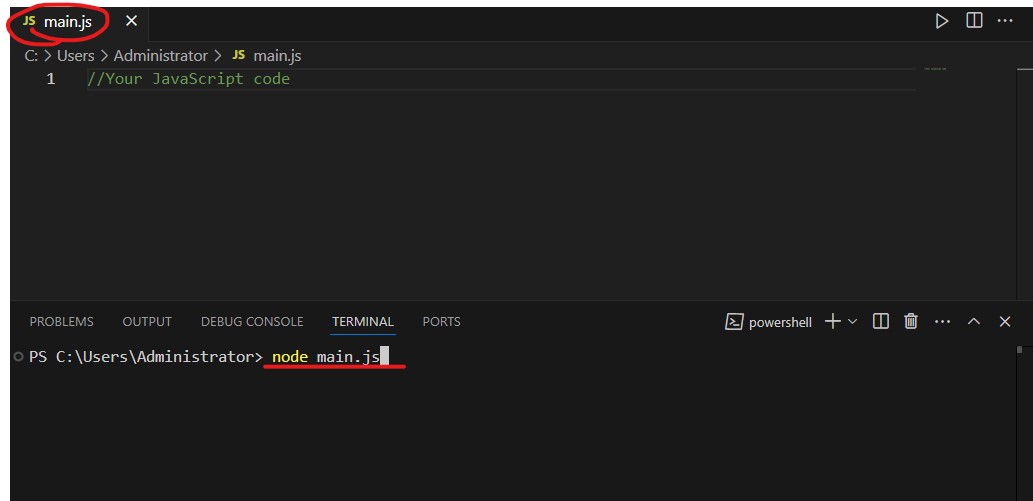 JS main.js ×
C: > Users > Administrator > JS main.js
1 //Your JavaScript code
PROBLEMS OUTPUT DEBUG CONSOLE TERMINAL PORTS powershell
PS C:\Users\Administrator> node main.js